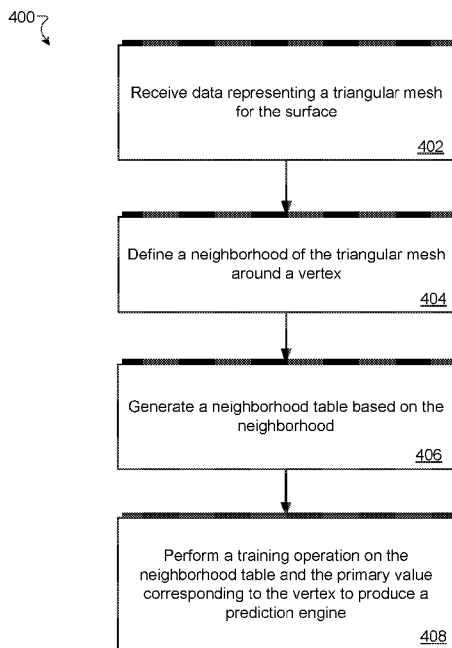 400
Receive data representing a triangular mesh
for the surface
402
Define a neighborhood of the triangular mesh
around a vertex
404
Generate a neighborhood table based on the
neighborhood
406
Perform a training operation on the
neighborhood table and the primary value
corresponding to the vertex to produce a
prediction engine
408